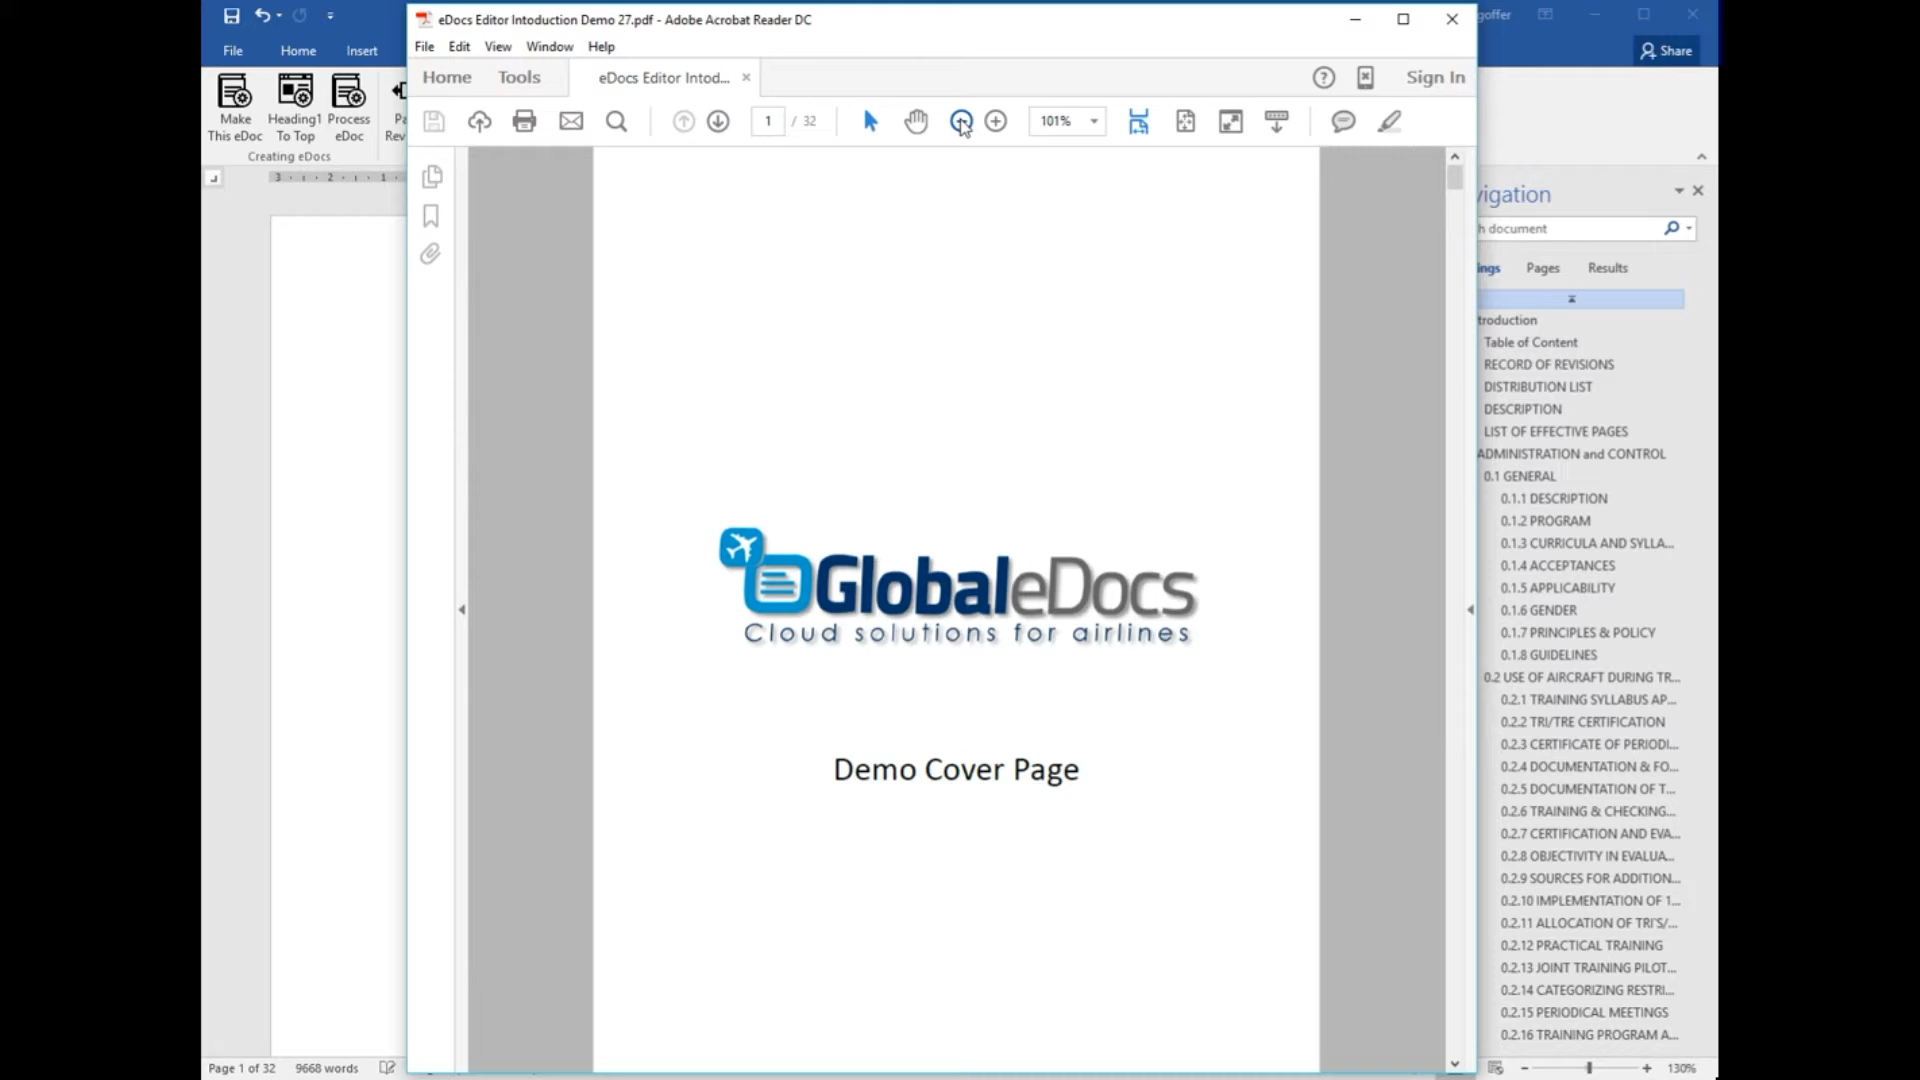 eDocs Editor Intoduction Demo 27.pdf - Adobe Acrobat Reader DC
goffer
File Home Insert
Share
File Edit View Window Help
Home Tools eDocs Editor Intod... Sign In
Make This eDoc
Heading1 To Top
Process eDoc
Creating eDocs
1 / 32
101%
3 2 1
vigation
h document
ings Pages Results
troduction
Table of Content
RECORD OF REVISIONS
DISTRIBUTION LIST
DESCRIPTION
LIST OF EFFECTIVE PAGES
ADMINISTRATION and CONTROL
0.1 GENERAL
0.1.1 DESCRIPTION
0.1.2 PROGRAM
0.1.3 CURRICULA AND SYLLA...
0.1.4 ACCEPTANCES
0.1.5 APPLICABILITY
0.1.6 GENDER
0.1.7 PRINCIPLES & POLICY
0.1.8 GUIDELINES
0.2 USE OF AIRCRAFT DURING TR...
0.2.1 TRAINING SYLLABUS AP...
0.2.2 TRI/TRE CERTIFICATION
0.2.3 CERTIFICATE OF PERIODI...
0.2.4 DOCUMENTATION & FO...
0.2.5 DOCUMENTATION OF T...
0.2.6 TRAINING & CHECKING...
0.2.7 CERTIFICATION AND EVA...
0.2.8 OBJECTIVITY IN EVALUA...
0.2.9 SOURCES FOR ADDITION...
0.2.10 IMPLEMENTATION OF 1...
0.2.11 ALLOCATION OF TRI'S/...
0.2.12 PRACTICAL TRAINING
0.2.13 JOINT TRAINING PILOT...
0.2.14 CATEGORIZING RESTRI...
0.2.15 PERIODICAL MEETINGS
0.2.16 TRAINING PROGRAM A...
GlobaleDocs
Cloud solutions for airlines
Demo Cover Page
Page 1 of 32 9668 words
130%